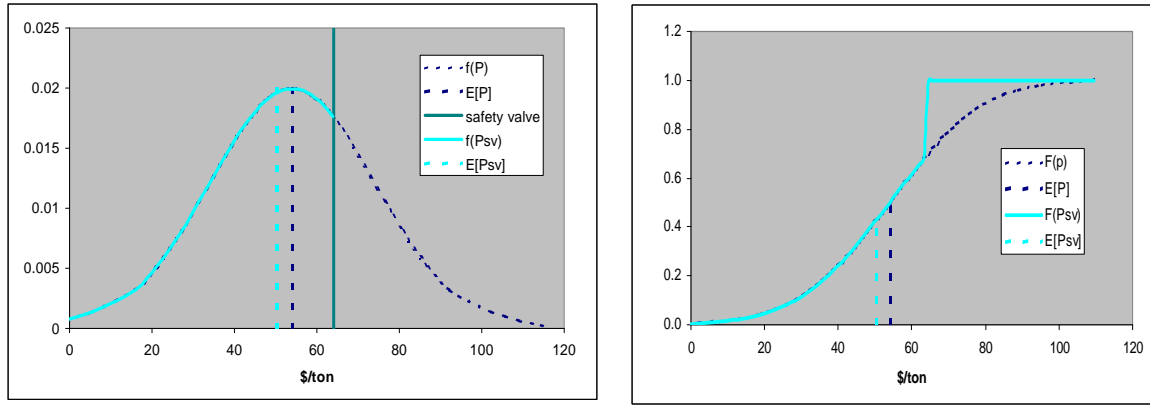 0.025
0.02
0.015
0.01
0.005
0
0 20 40 60 80 100 120
$/ton
f(P)
E[P]
safety valve
f(Psv)
E[Psv]
1.2
1.0
0.8
0.6
0.4
0.2
0.0
0 20 40 60 80 100 120
$/ton
F(p)
E[P]
F(Psv)
E[Psv]